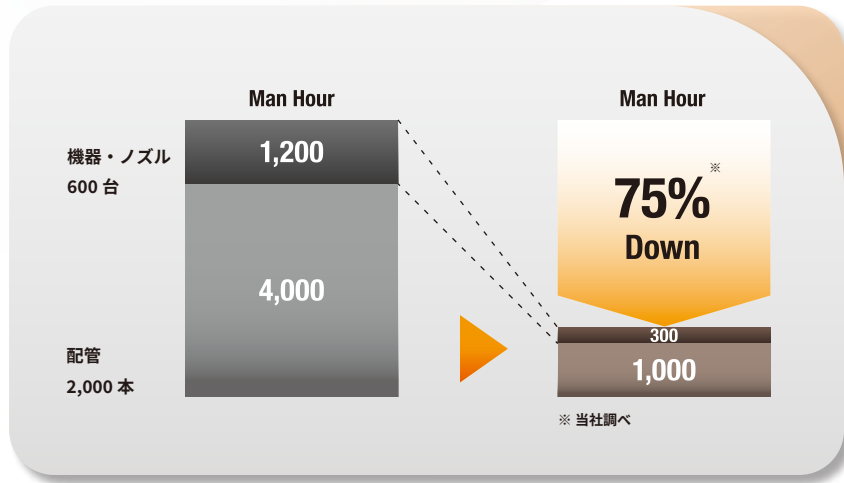 Man Hour
機器・ノズル
600 台
1,200
4,000
配管
2,000 本
Man Hour
75%※
Down
300
1,000
※ 当社調べ